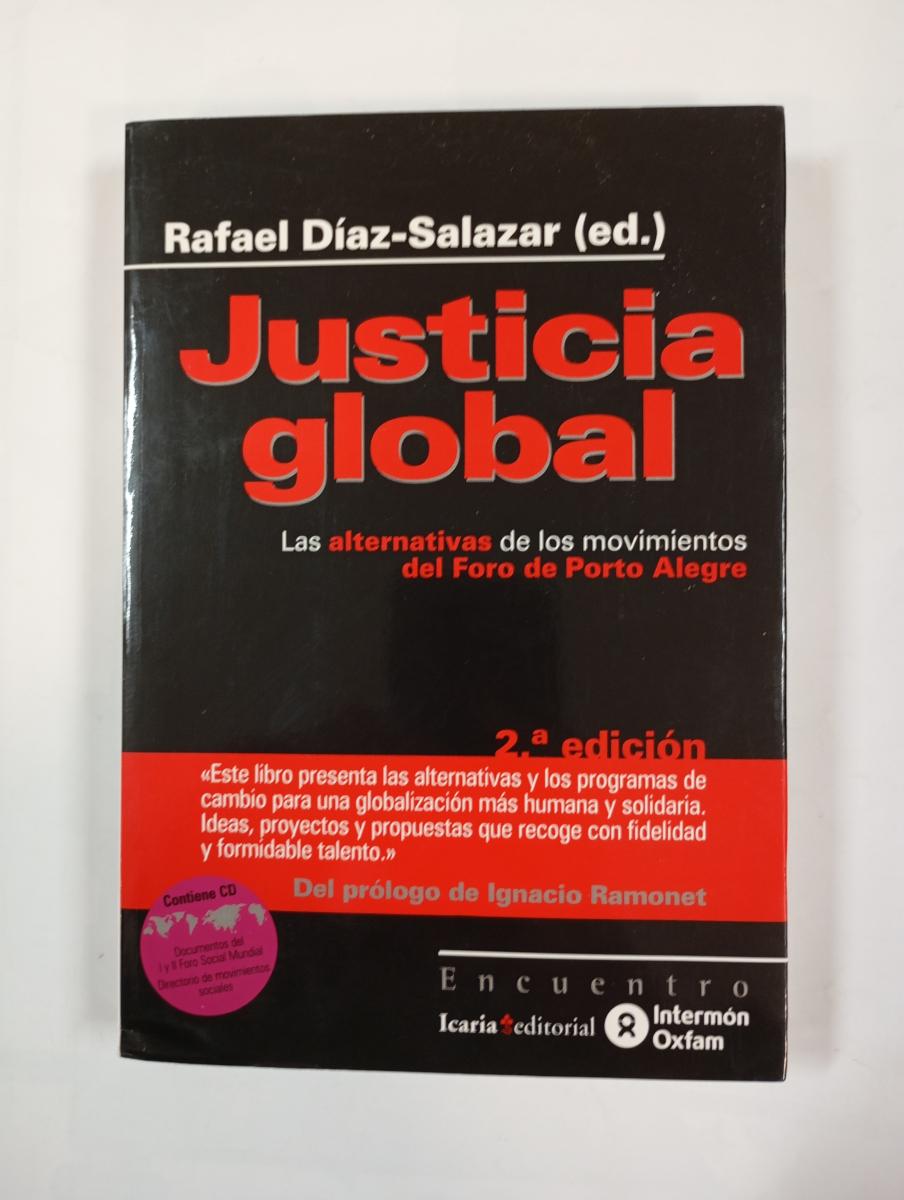 Rafael Díaz-Salazar (ed.)
Justicia
global
Las alternativas de los movimientos
del Foro de Porto Alegre
2.ª edición
«Este libro presenta las alternativas y los programas de
cambio para una globalización más humana y solidaria.
Ideas, proyectos y propuestas que recoge con fidelidad
y formidable talento.»
Del prólogo de Ignacio Ramonet
Contiene CD
Documentos del
I y II Foro Social Mundial
Directorio de movimientos
sociales
Encuentro
Icaria editorial
Intermón
Oxfam